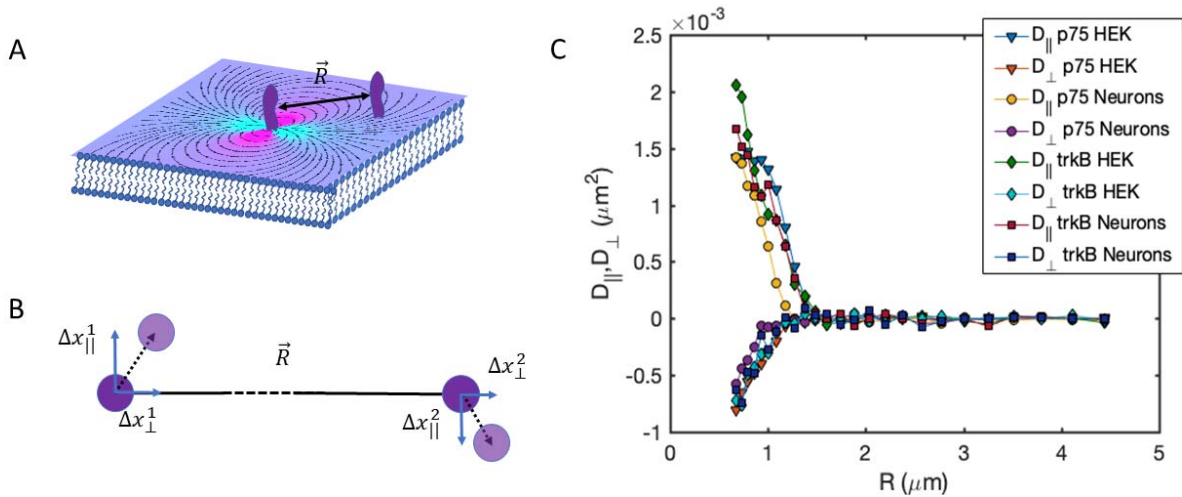 A
R⃗
B
Δx∥¹
R⃗
Δx⊥²
Δx⊥¹
Δx∥²
C
×10⁻³
2.5
2
1.5
1
0.5
0
-0.5
-1
D∥,D⊥ (μm²)
0
1
2
3
4
5
R (μm)
D∥ p75 HEK
D⊥ p75 HEK
D∥ p75 Neurons
D⊥ p75 Neurons
D∥ trkB HEK
D⊥ trkB HEK
D∥ trkB Neurons
D⊥ trkB Neurons